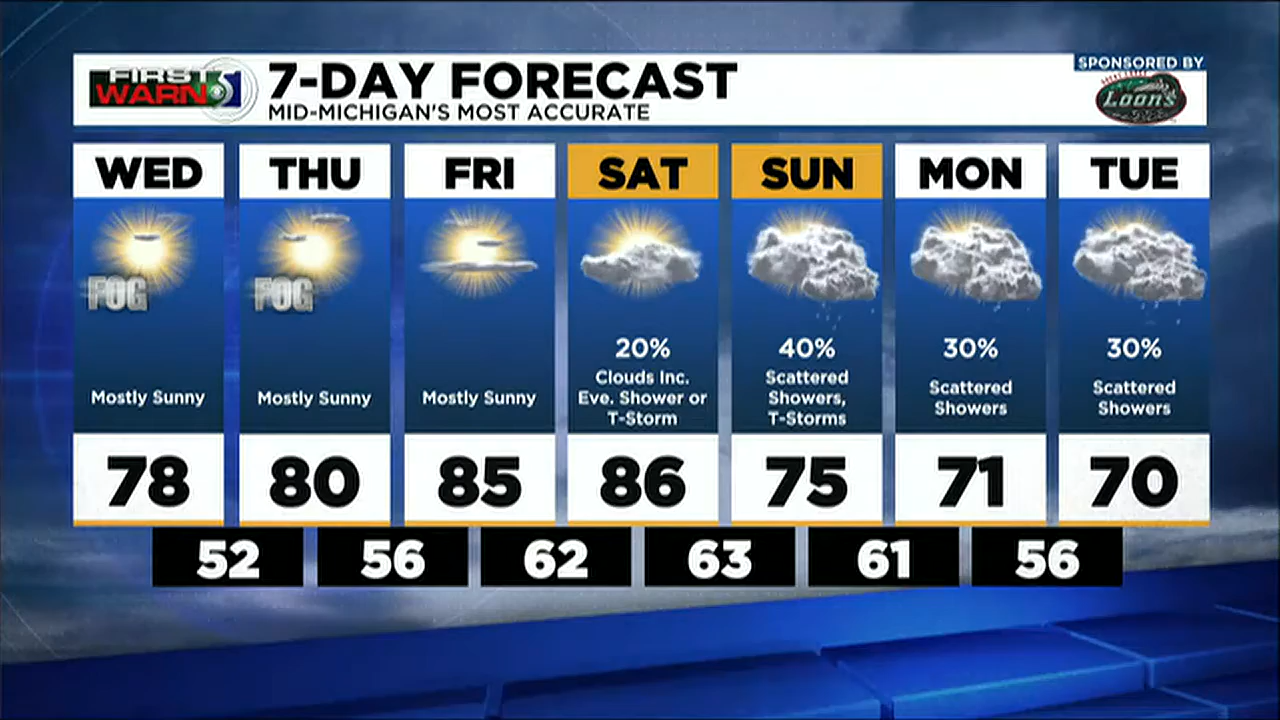 FIRST
WARN 5
7-DAY FORECAST
MID-MICHIGAN'S MOST ACCURATE
SPONSORED BY
Loons
WED
THU
FRI
SAT
SUN
MON
TUE
FOG
FOG
20%
40%
30%
30%
Mostly Sunny
Mostly Sunny
Mostly Sunny
Clouds Inc.
Eve. Shower or
T-Storm
Scattered
Showers,
T-Storms
Scattered
Showers
Scattered
Showers
78
80
85
86
75
71
70
52
56
62
63
61
56